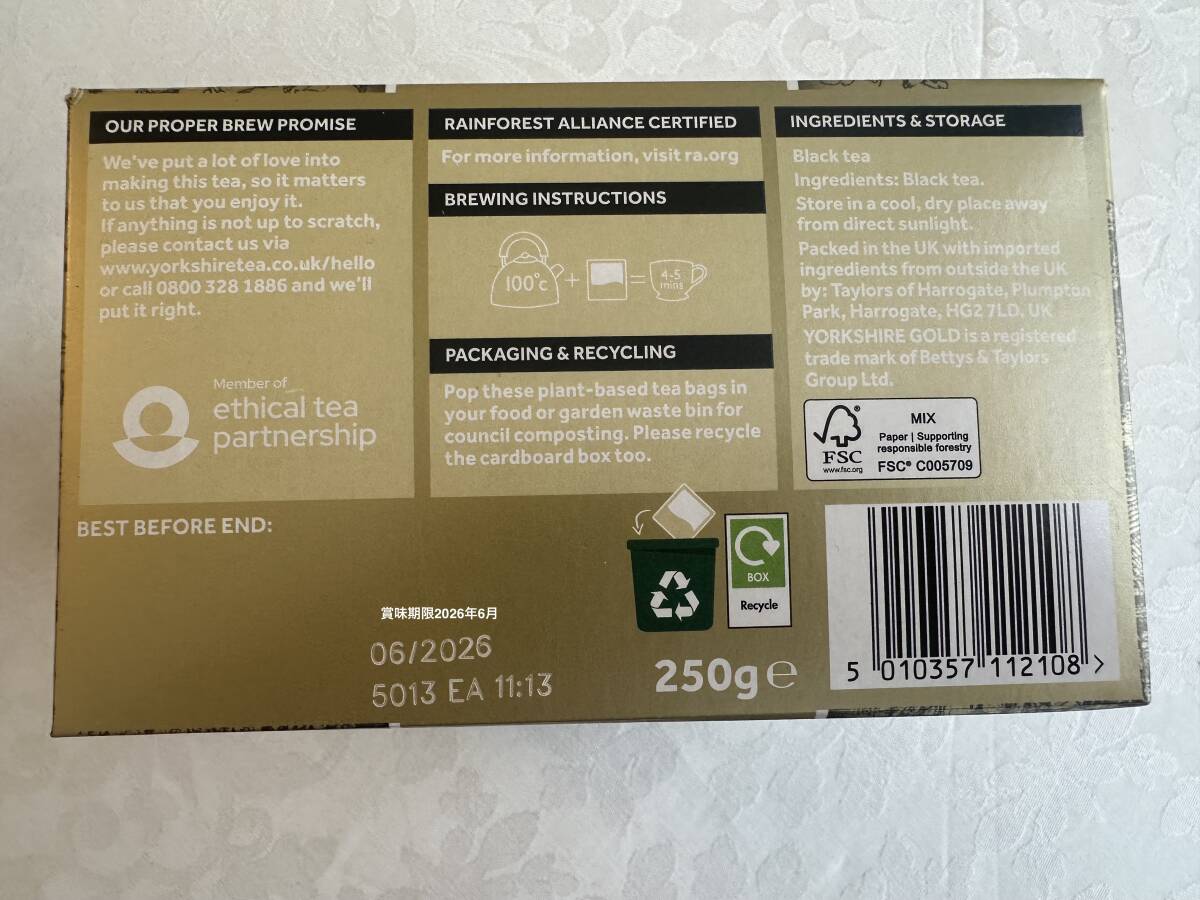 OUR PROPER BREW PROMISE
We've put a lot of love into
making this tea, so it matters
to us that you enjoy it.
If anything is not up to scratch,
please contact us via
www.yorkshiretea.co.uk/hello
or call 0800 328 1886 and we'll
put it right.
Member of
ethical tea
partnership
RAINFOREST ALLIANCE CERTIFIED
For more information, visit ra.org
BREWING INSTRUCTIONS
100°c + = 4-5
mins
PACKAGING & RECYCLING
Pop these plant-based tea bags in
your food or garden waste bin for
council composting. Please recycle
the cardboard box too.
INGREDIENTS & STORAGE
Black tea
Ingredients: Black tea.
Store in a cool, dry place away
from direct sunlight.
Packed in the UK with imported
ingredients from outside the UK
by: Taylors of Harrogate, Plumpton
Park, Harrogate, HG2 7LD. UK
YORKSHIRE GOLD is a registered
trade mark of Bettys & Taylors
Group Ltd.
FSC®
www.fsc.org
MIX
Paper | Supporting
responsible forestry
FSC® C005709
BEST BEFORE END:
賞味期限2026年6月
06/2026
5013 EA 11:13
BOX
Recycle
250g e
5 010357 112108 >